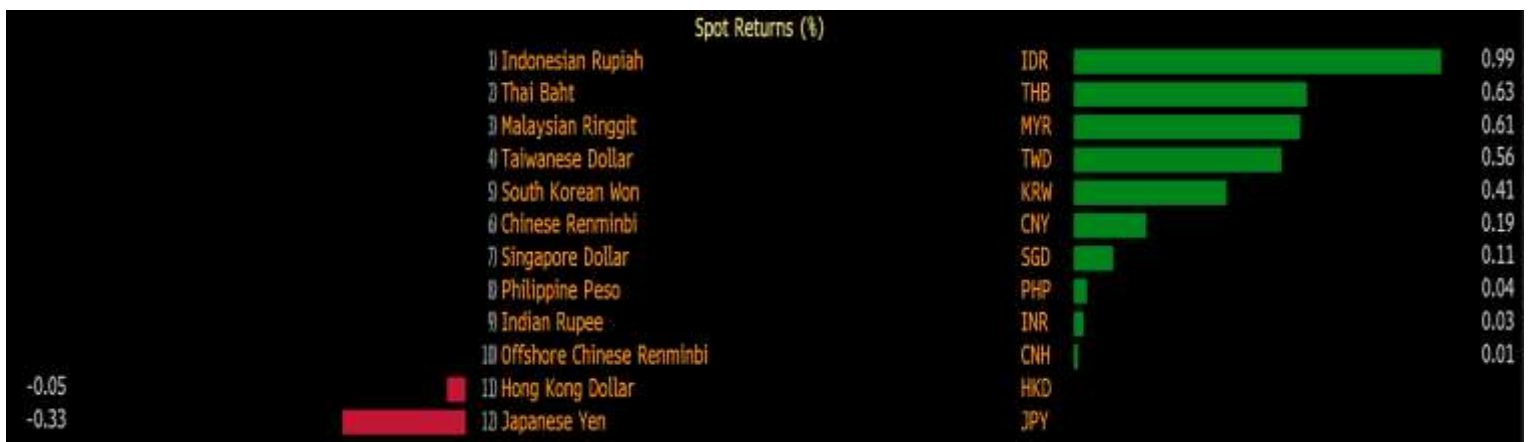 Spot Returns (%)
1) Indonesian Rupiah IDR 0.99
2) Thai Baht THB 0.63
3) Malaysian Ringgit MYR 0.61
4) Taiwanese Dollar TWD 0.56
5) South Korean Won KRW 0.41
6) Chinese Renminbi CNY 0.19
7) Singapore Dollar SGD 0.11
8) Philippine Peso PHP 0.04
9) Indian Rupee INR 0.03
10) Offshore Chinese Renminbi CNH 0.01
-0.05 11) Hong Kong Dollar HKD
-0.33 12) Japanese Yen JPY